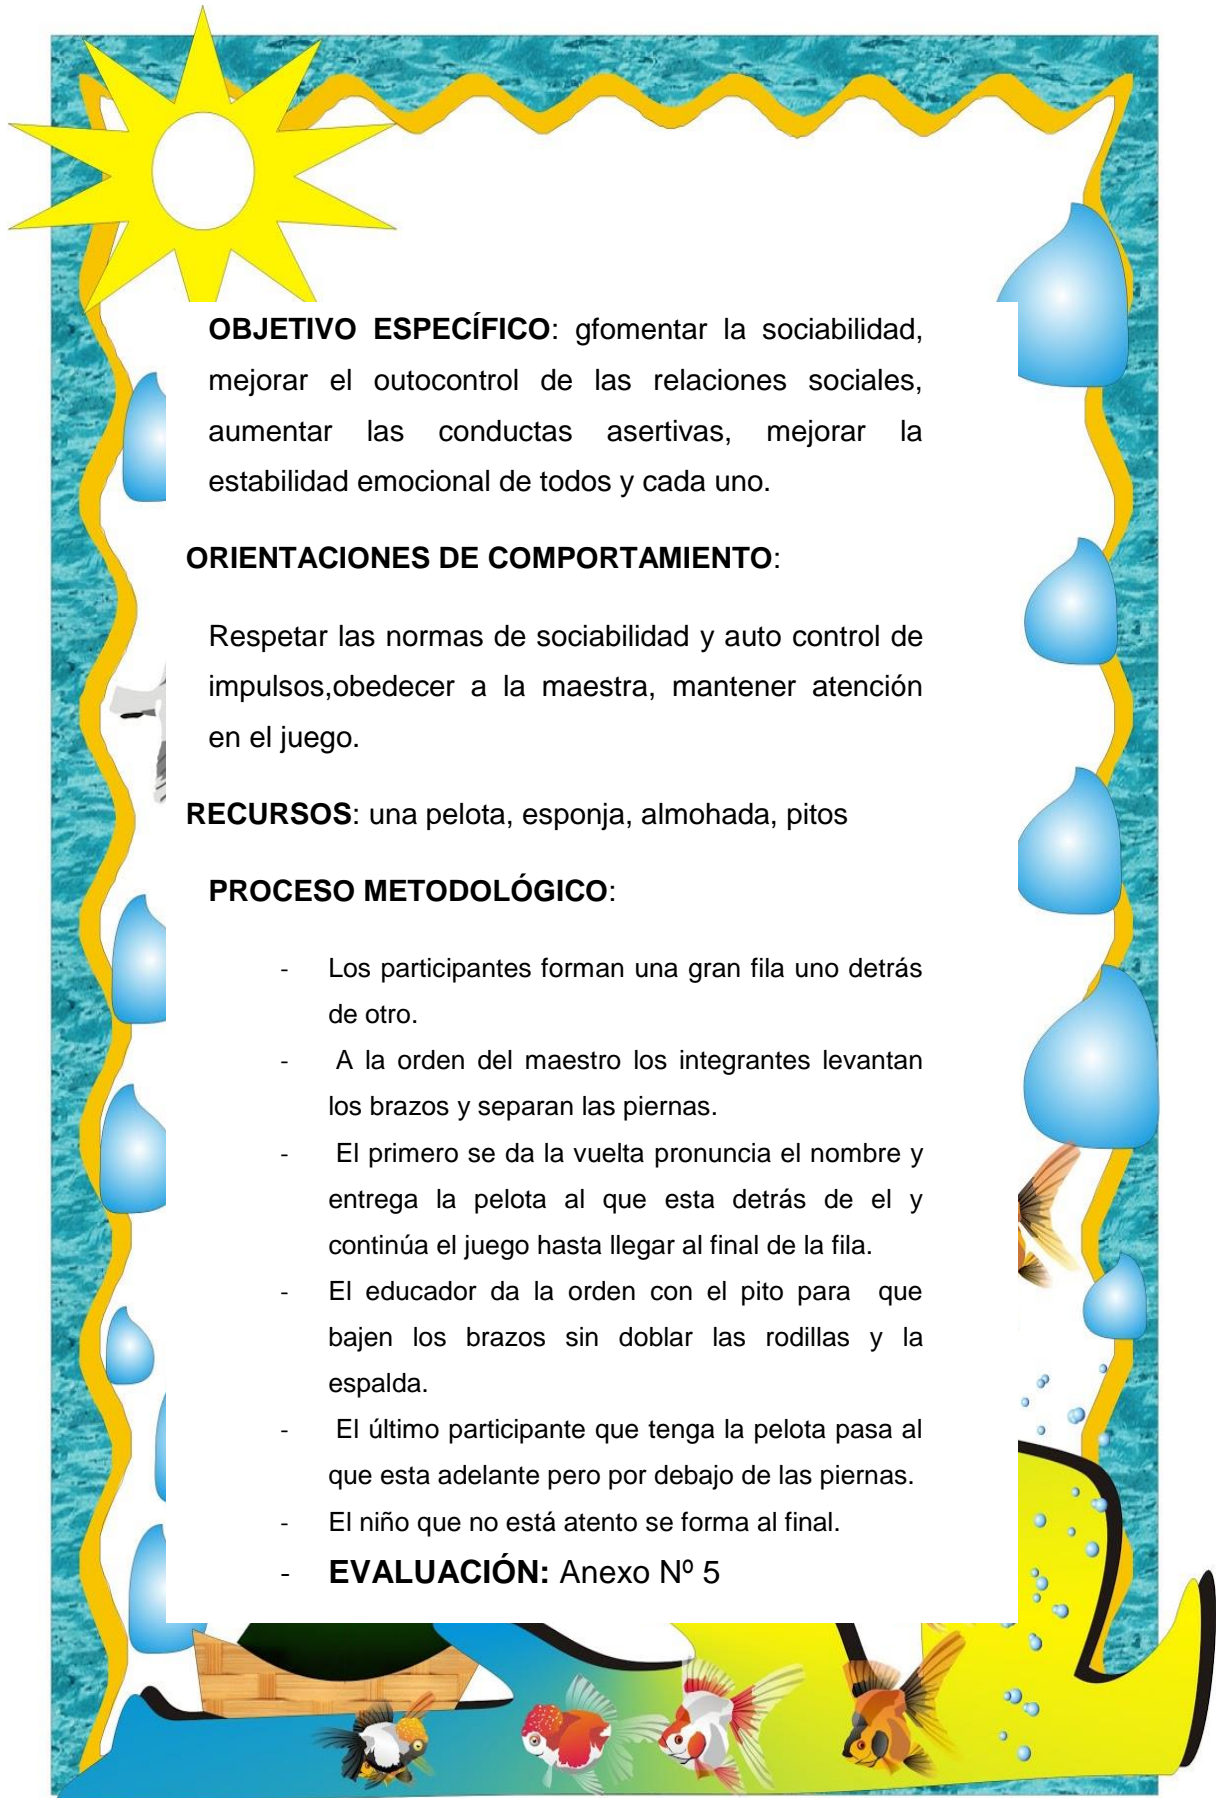 OBJETIVO ESPECÍFICO: gfomentar la sociabilidad,
mejorar el outocontrol de las relaciones sociales,
aumentar las conductas asertivas, mejorar la
estabilidad emocional de todos y cada uno.
ORIENTACIONES DE COMPORTAMIENTO:
Respetar las normas de sociabilidad y auto control de
impulsos,obedecer a la maestra, mantener atención
en el juego.
RECURSOS: una pelota, esponja, almohada, pitos
PROCESO METODOLÓGICO:
- Los participantes forman una gran fila uno detrás
de otro.
- A la orden del maestro los integrantes levantan
los brazos y separan las piernas.
- El primero se da la vuelta pronuncia el nombre y
entrega la pelota al que esta detrás de el y
continúa el juego hasta llegar al final de la fila.
- El educador da la orden con el pito para que
bajen los brazos sin doblar las rodillas y la
espalda.
- El último participante que tenga la pelota pasa al
que esta adelante pero por debajo de las piernas.
- El niño que no está atento se forma al final.
- EVALUACIÓN: Anexo Nº 5